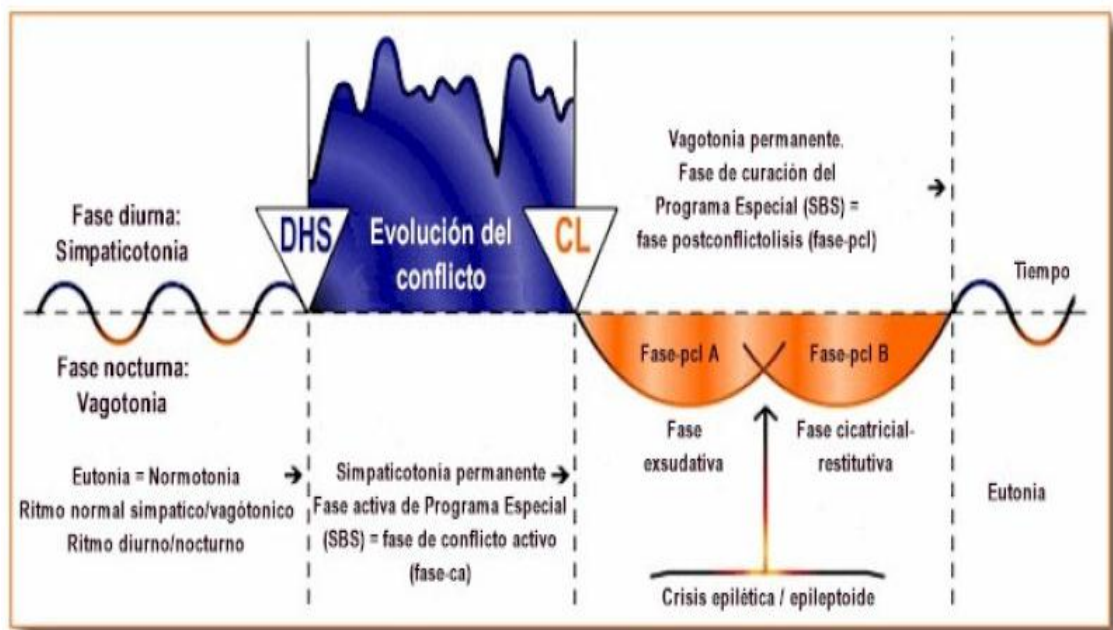 Fase diurna:
Simpaticotonia
DHS
Evolución del
conflicto
CL
Vagotonia permanente.
Fase de curación del
Programa Especial (SBS) =
fase postconflictolisis (fase-pcl)
Tiempo
Fase nocturna:
Vagotonia
Fase-pcl A
Fase-pcl B
Fase
exsudativa
Fase cicatricial-
restitutiva
Eutonia = Normotonia
Ritmo normal simpatico/vagótonico
Ritmo diurno/nocturno
Simpaticotonia permanente
Fase activa de Programa Especial
(SBS) = fase de conflicto activo
(fase-ca)
Eutonia
Crisis epilética / epileptoide